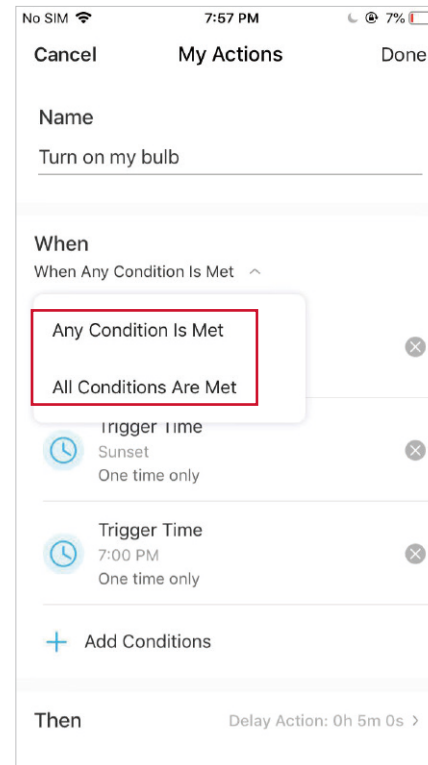 No SIM 7:57 PM 7%
Cancel My Actions Done
Name
Turn on my bulb
When
When Any Condition Is Met
Any Condition Is Met
All Conditions Are Met
Trigger Time
Sunset
One time only
Trigger Time
7:00 PM
One time only
+ Add Conditions
Then Delay Action: 0h 5m 0s >